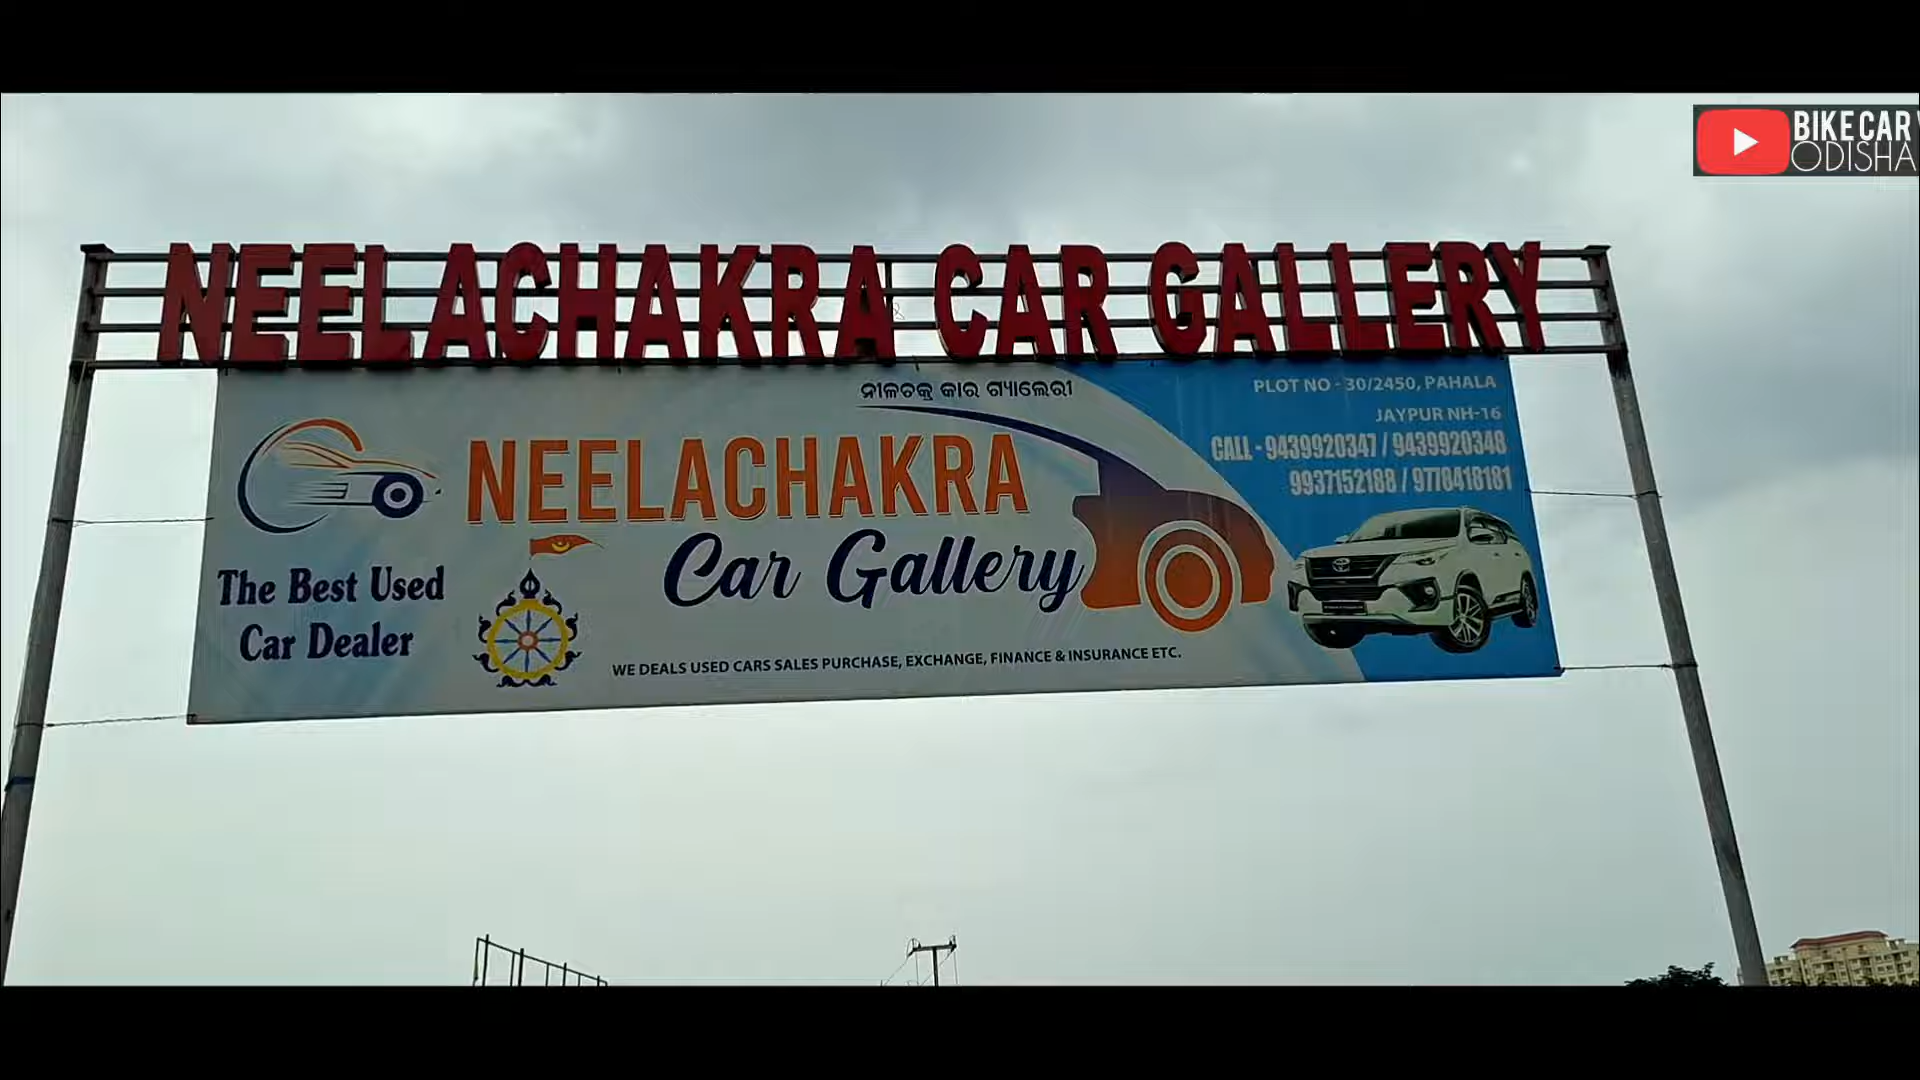 BIKE CAR
ODISHA
NEELACHAKRA CAR GALLERY
ନୀଳଚକ୍ର କାର ଗ୍ୟାଲେରୀ
PLOT NO - 30/2450, PAHALA
JAYPUR NH-16
CALL - 9439920347 / 9439920348
9937152188 / 9778418181
NEELACHAKRA
Car Gallery
The Best Used
Car Dealer
WE DEALS USED CARS SALES PURCHASE, EXCHANGE, FINANCE & INSURANCE ETC.